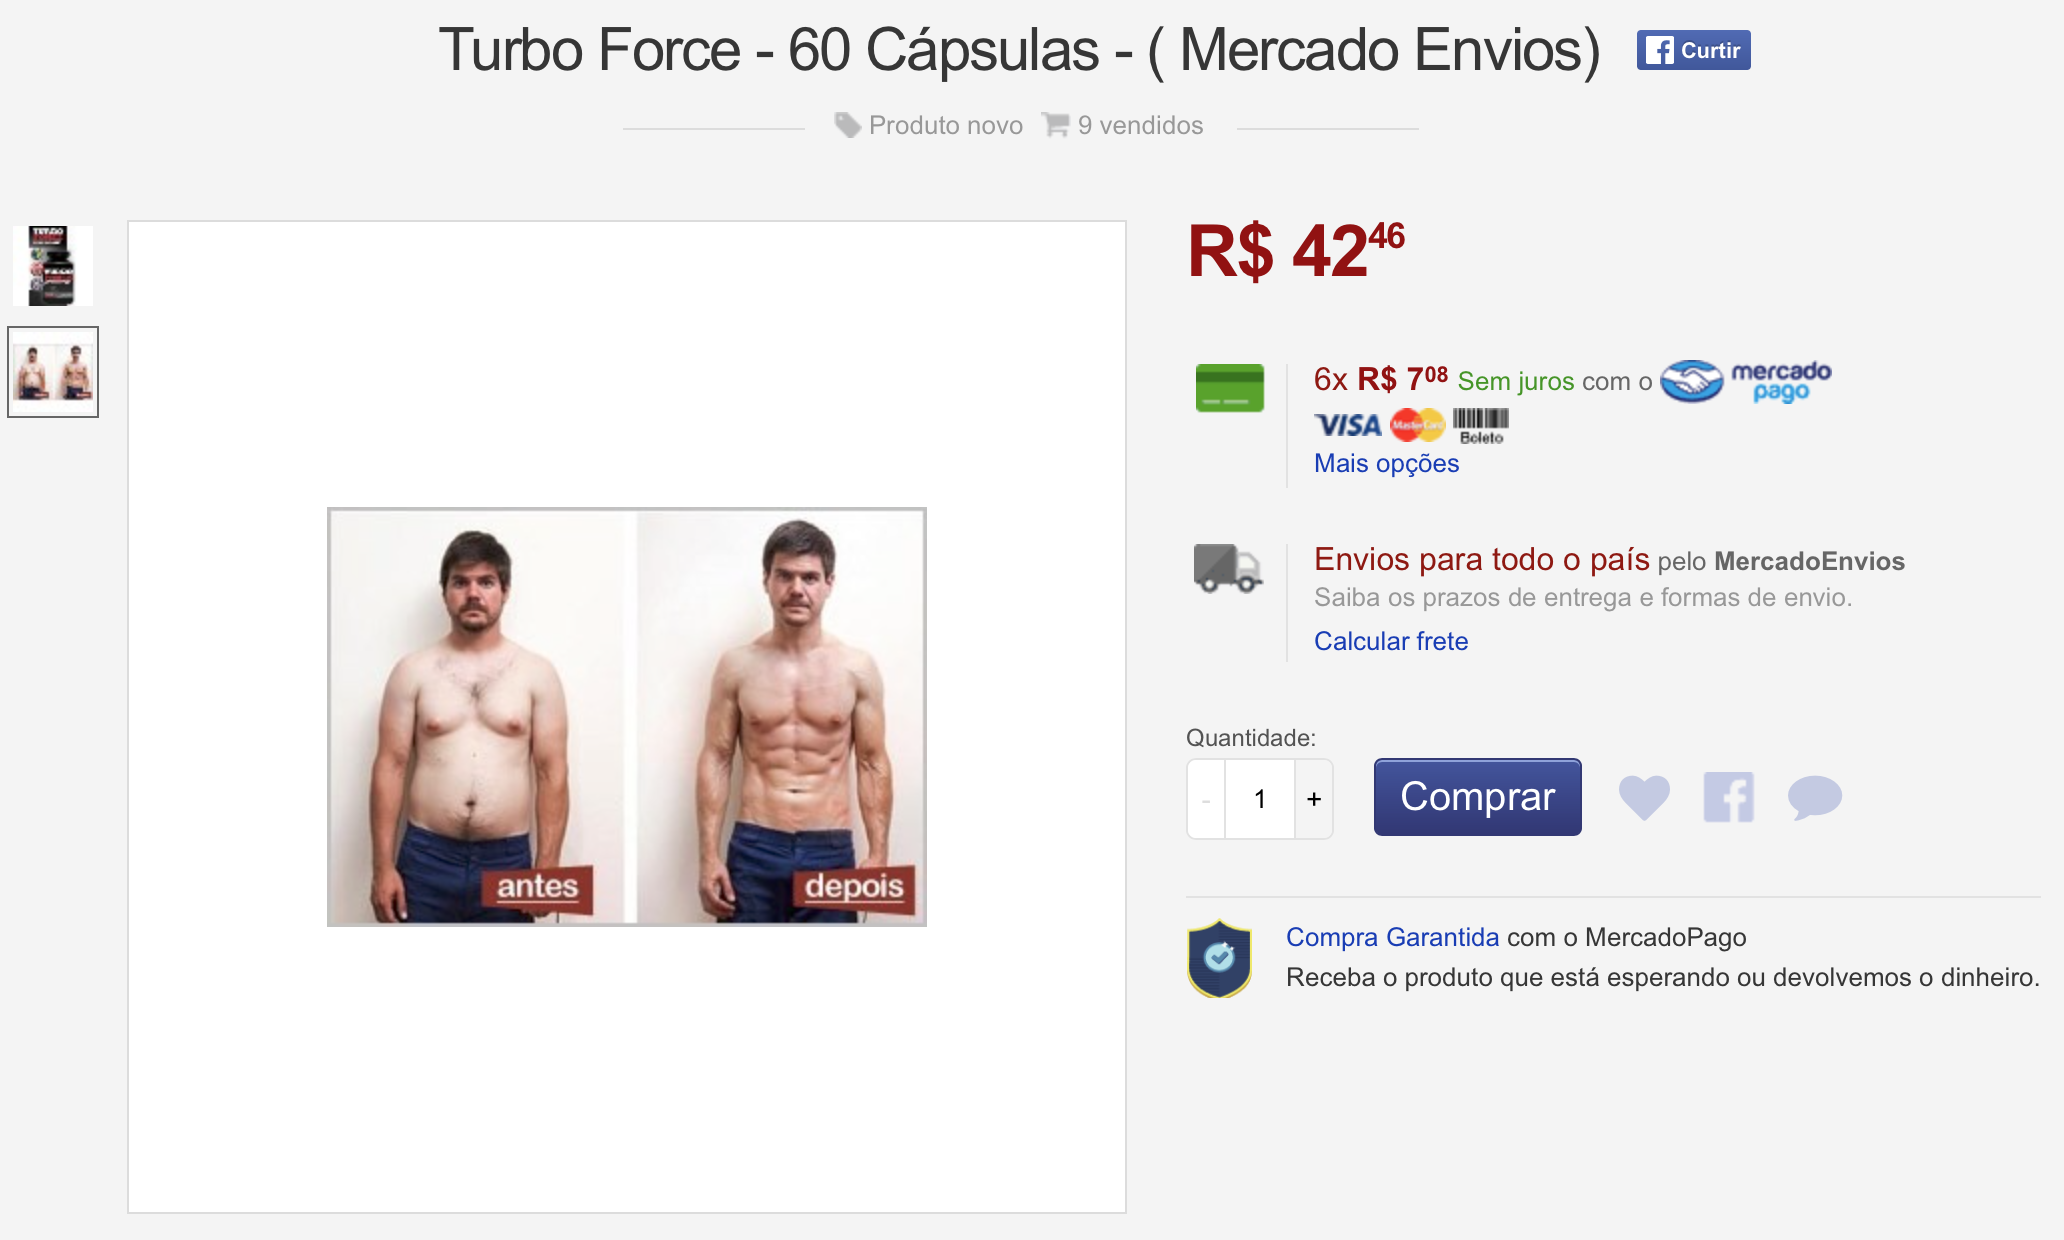 Turbo Force - 60 Cápsulas - ( Mercado Envios)
Curtir
Produto novo 9 vendidos
R$ 42 46
6x R$ 7 08 Sem juros com o mercado pago
VISA MasterCard Boleto
Mais opções
Envios para todo o país pelo MercadoEnvios
Saiba os prazos de entrega e formas de envio.
Calcular frete
antes
depois
Quantidade:
- 1 +
Comprar
Compra Garantida com o MercadoPago
Receba o produto que está esperando ou devolvemos o dinheiro.